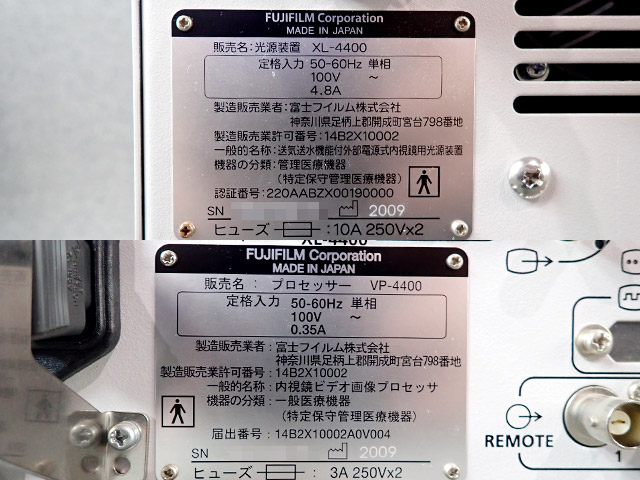 FUJIFILM Corporation
MADE IN JAPAN
販売名：光源装置 XL-4400
定格入力 50-60Hz 単相
100V ～
4.8A
製造販売業者：富士フイルム株式会社
神奈川県足柄上郡開成町宮台798番地
製造販売業許可番号：14B2X10002
一般的名称：送気送水機能付外部電源式内視鏡用光源装置
機器の分類：管理医療機器
（特定保守管理医療機器）
認証番号：220AABZX00190000
SN 2009
ヒューズ ：10A 250Vx2
XL-4400
FUJIFILM Corporation
MADE IN JAPAN
販売名 ： プロセッサー VP-4400
定格入力 50-60Hz 単相
100V ～
0.35A
製造販売業者：富士フイルム株式会社
神奈川県足柄上郡開成町宮台798番地
製造販売業許可番号：14B2X10002
一般的名称：内視鏡ビデオ画像プロセッサ
機器の分類：一般医療機器
（特定保守管理医療機器）
届出番号：14B2X10002A0V004
SN 2009
ヒューズ ： 3A 250Vx2
REMOTE
1